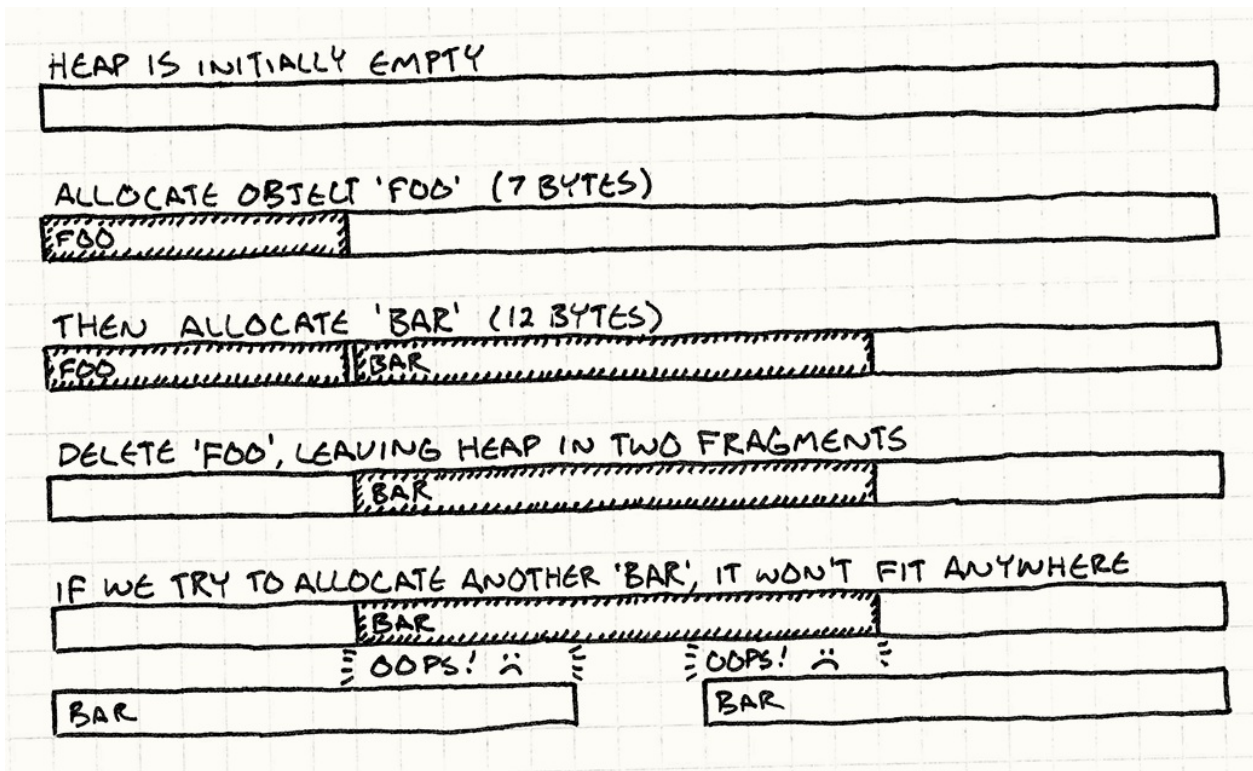 HEAP IS INITIALLY EMPTY
ALLOCATE OBJECT 'FOO' (7 BYTES)
FOO
THEN ALLOCATE 'BAR' (12 BYTES)
FOO BAR
DELETE 'FOO', LEAVING HEAP IN TWO FRAGMENTS
BAR
IF WE TRY TO ALLOCATE ANOTHER 'BAR', IT WON'T FIT ANYWHERE
BAR
OOPS! OOPS!
BAR BAR